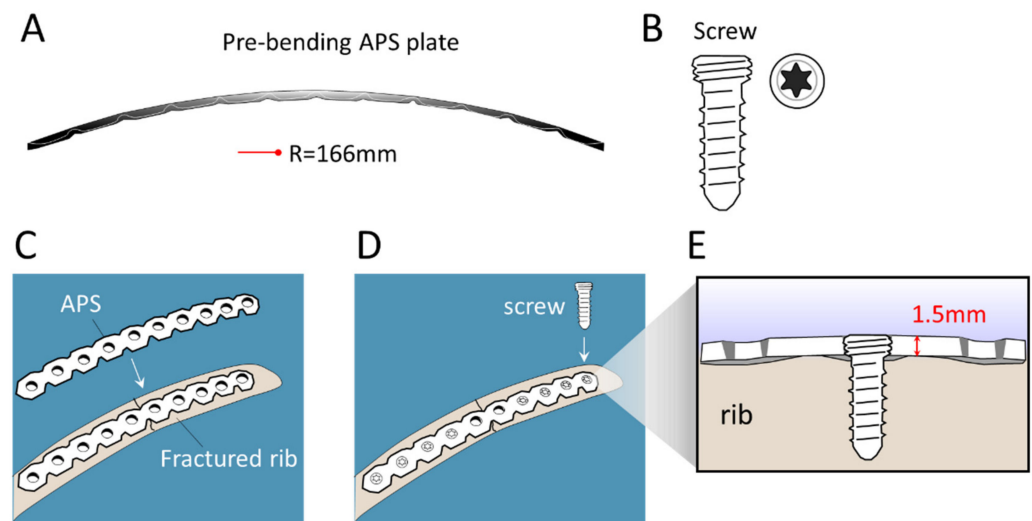 A
Pre-bending APS plate
R=166mm
B
Screw
C
APS
Fractured rib
D
screw
E
1.5mm
rib